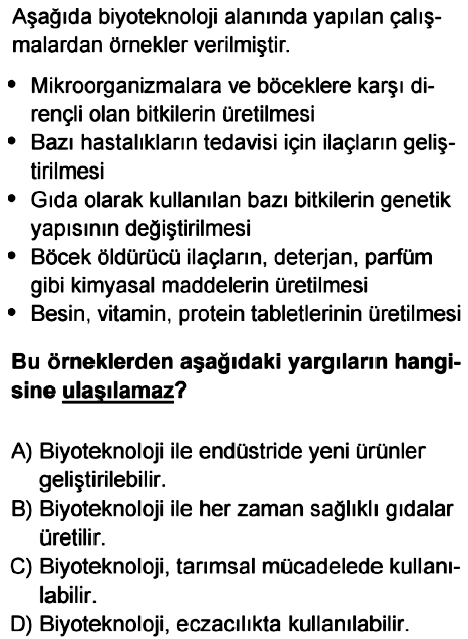 Aşağıda biyoteknoloji alanında yapılan çalış-
malardan örnekler verilmiştir.
• Mikroorganizmalara ve böceklere karşı di-
rençli olan bitkilerin üretilmesi
• Bazı hastalıkların tedavisi için ilaçların geliş-
tirilmesi
• Gıda olarak kullanılan bazı bitkilerin genetik
yapısının değiştirilmesi
• Böcek öldürücü ilaçların, deterjan, parfüm
gibi kimyasal maddelerin üretilmesi
• Besin, vitamin, protein tabletlerinin üretilmesi
Bu örneklerden aşağıdaki yargıların hangi-
sine ulaşılamaz?
A) Biyoteknoloji ile endüstride yeni ürünler
geliştirilebilir.
B) Biyoteknoloji ile her zaman sağlıklı gıdalar
üretilir.
C) Biyoteknoloji, tarımsal mücadelede kullanı-
labilir.
D) Biyoteknoloji, eczacılıkta kullanılabilir.